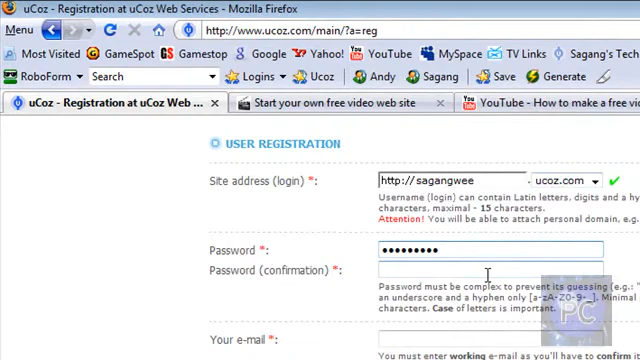 uCoz - Registration at uCoz Web Services - Mozilla Firefox
Menu http://www.ucoz.com/main/?a=reg
Most Visited GameSpot Gamestop Google YouTube MySpace TV Links Sagang's Tech
RoboForm Search Logins Ucoz Andy Sagang Save Generate
uCoz - Registration at uCoz Web ... Start your own free video web site YouTube - How to make a free vid
USER REGISTRATION
Site address (login) *: http://sagangwee . ucoz.com
Username (login) can contain Latin letters, digits and a hy
characters, maximal - 15 characters.
Attention! You will be able to attach personal domain, e.g.
Password *: •••••••••
Password (confirmation) *:
Password must be complex to prevent its guessing (e.g.: "
an underscore and a hyphen only [a-zA-Z0-9-_]. Minimal
characters. Case of letters is important.
PC
Your e-mail *:
You must enter working e-mail as you'll have to confirm it